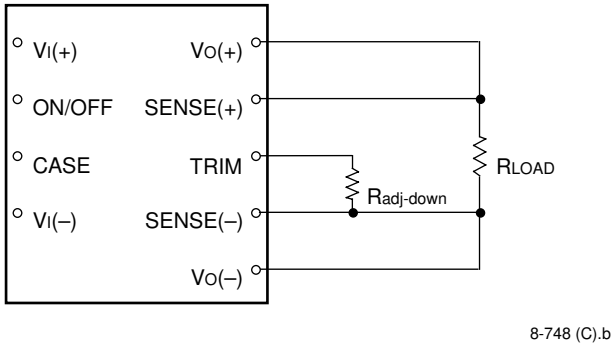 VI(+) VO(+)
ON/OFF SENSE(+)
CASE TRIM
RLOAD
Radj-down
VI(–) SENSE(–)
VO(–)
8-748 (C).b